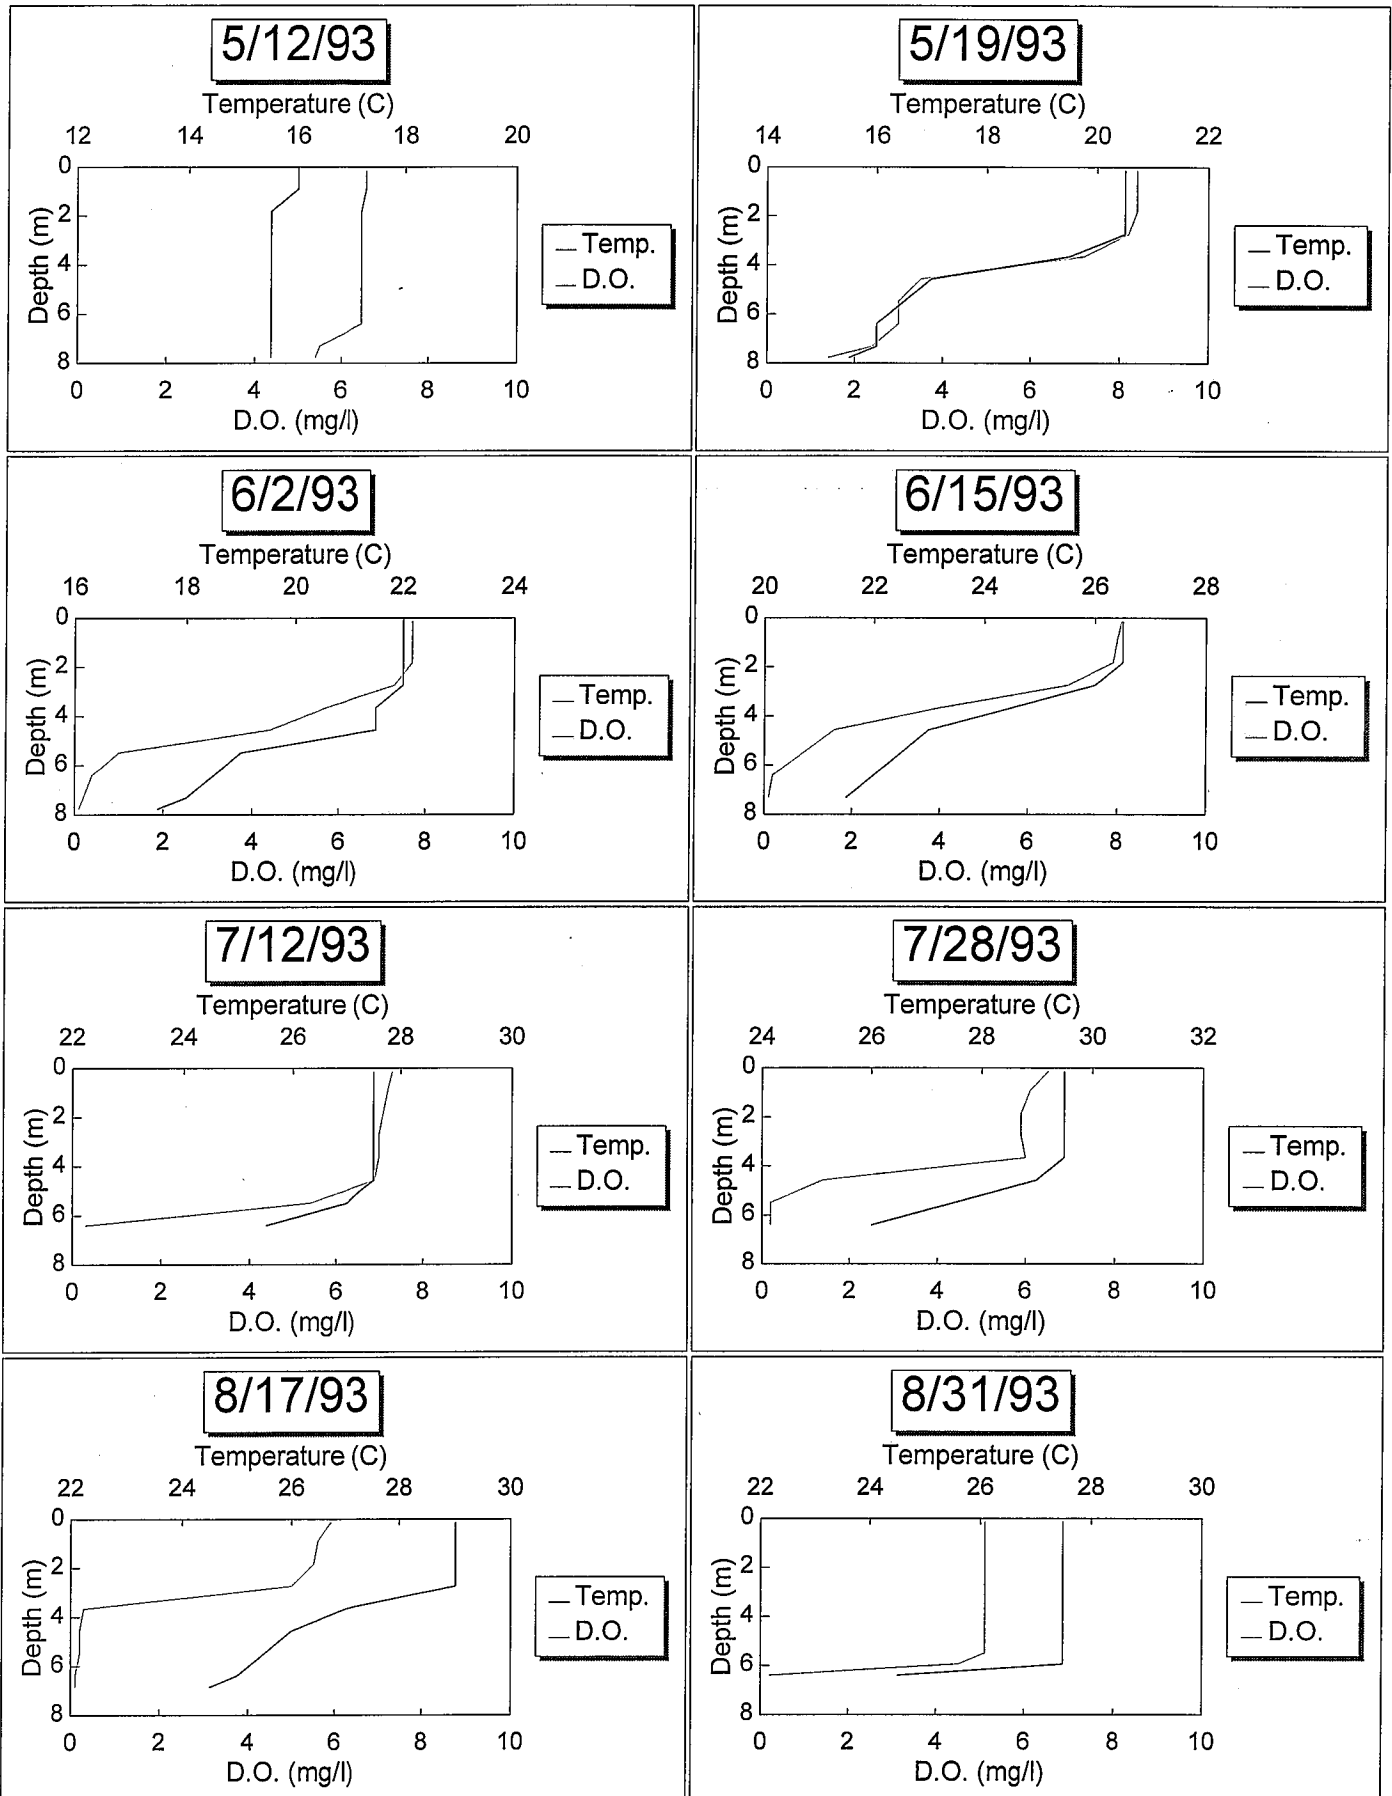 5/12/93
Temperature (C)
12 14 16 18 20
0
2
4
6
8
Depth (m)
Temp.
D.O.
0 2 4 6 8 10
D.O. (mg/l)
5/19/93
Temperature (C)
14 16 18 20 22
0
2
4
6
8
Depth (m)
Temp.
D.O.
0 2 4 6 8 10
D.O. (mg/l)
6/2/93
Temperature (C)
16 18 20 22 24
0
2
4
6
8
Depth (m)
Temp.
D.O.
0 2 4 6 8 10
D.O. (mg/l)
6/15/93
Temperature (C)
20 22 24 26 28
0
2
4
6
8
Depth (m)
Temp.
D.O.
0 2 4 6 8 10
D.O. (mg/l)
7/12/93
Temperature (C)
22 24 26 28 30
0
2
4
6
8
Depth (m)
Temp.
D.O.
0 2 4 6 8 10
D.O. (mg/l)
7/28/93
Temperature (C)
24 26 28 30 32
0
2
4
6
8
Depth (m)
Temp.
D.O.
0 2 4 6 8 10
D.O. (mg/l)
8/17/93
Temperature (C)
22 24 26 28 30
0
2
4
6
8
Depth (m)
Temp.
D.O.
0 2 4 6 8 10
D.O. (mg/l)
8/31/93
Temperature (C)
22 24 26 28 30
0
2
4
6
8
Depth (m)
Temp.
D.O.
0 2 4 6 8 10
D.O. (mg/l)